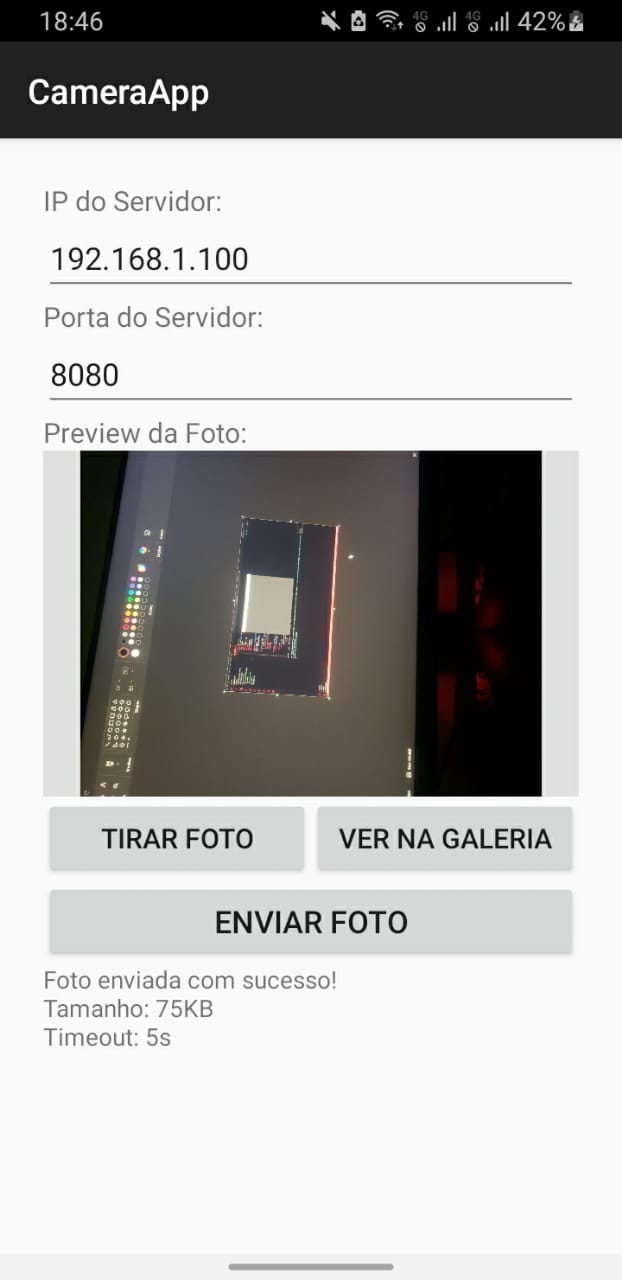 18:46 4G 4G 42%
CameraApp
IP do Servidor:
192.168.1.100
Porta do Servidor:
8080
Preview da Foto:
TIRAR FOTO VER NA GALERIA
ENVIAR FOTO
Foto enviada com sucesso!
Tamanho: 75KB
Timeout: 5s